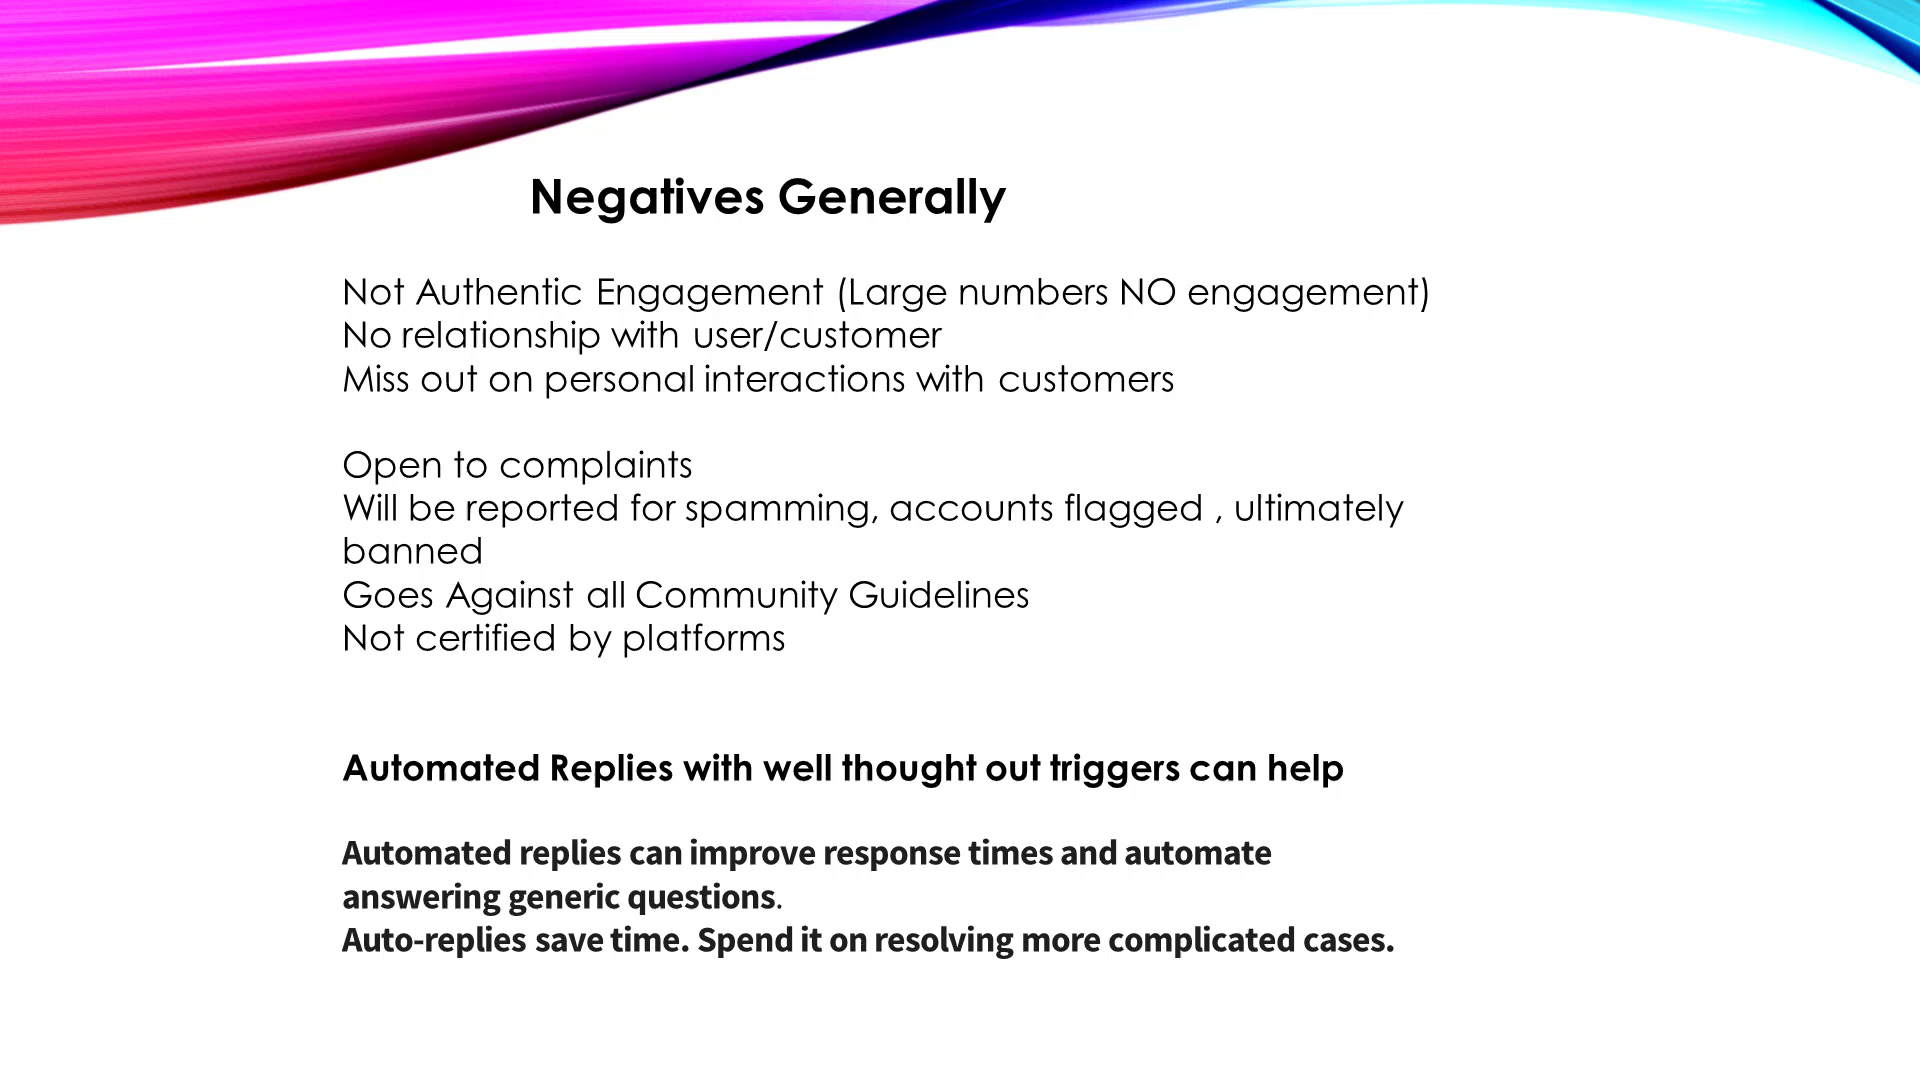 Negatives Generally
Not Authentic Engagement (Large numbers NO engagement)
No relationship with user/customer
Miss out on personal interactions with customers
Open to complaints
Will be reported for spamming, accounts flagged , ultimately
banned
Goes Against all Community Guidelines
Not certified by platforms
Automated Replies with well thought out triggers can help
Automated replies can improve response times and automate
answering generic questions.
Auto-replies save time. Spend it on resolving more complicated cases.